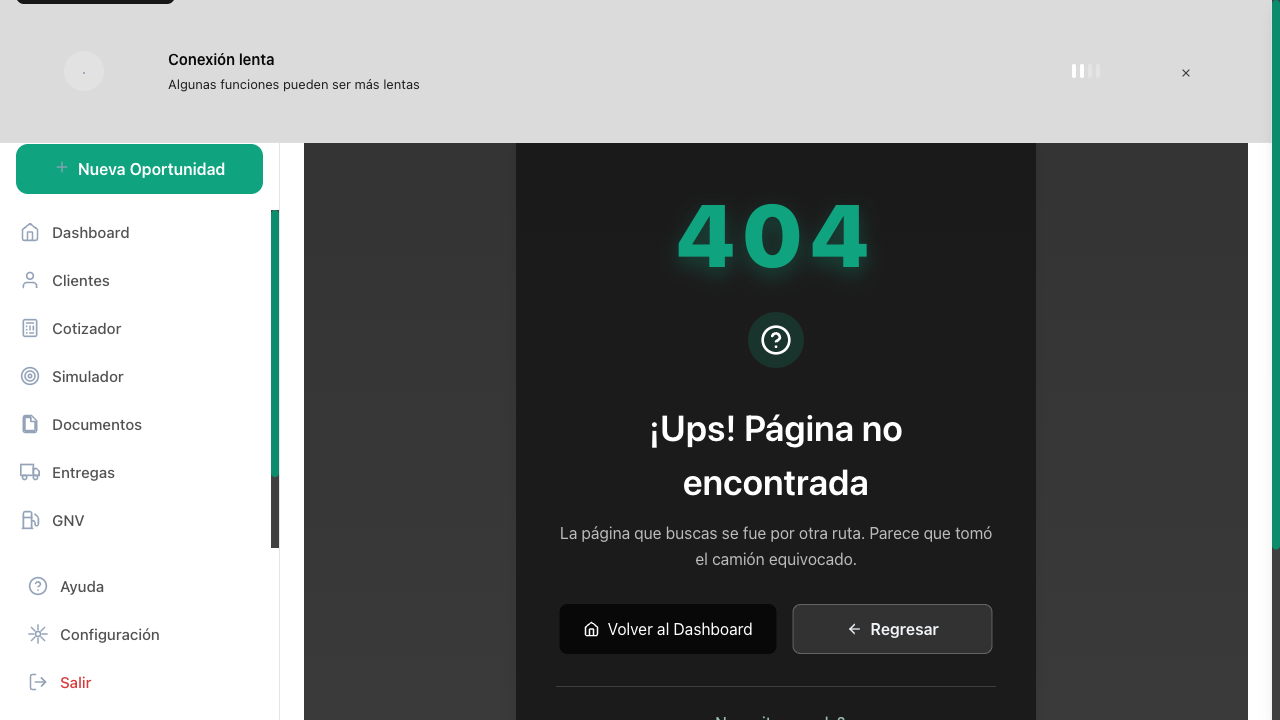 Conexión lenta
Algunas funciones pueden ser más lentas
×
Nueva Oportunidad
Dashboard
Clientes
Cotizador
Simulador
Documentos
Entregas
GNV
Ayuda
Configuración
Salir
404
¡Ups! Página no
encontrada
La página que buscas se fue por otra ruta. Parece que tomó
el camión equivocado.
Volver al Dashboard
Regresar